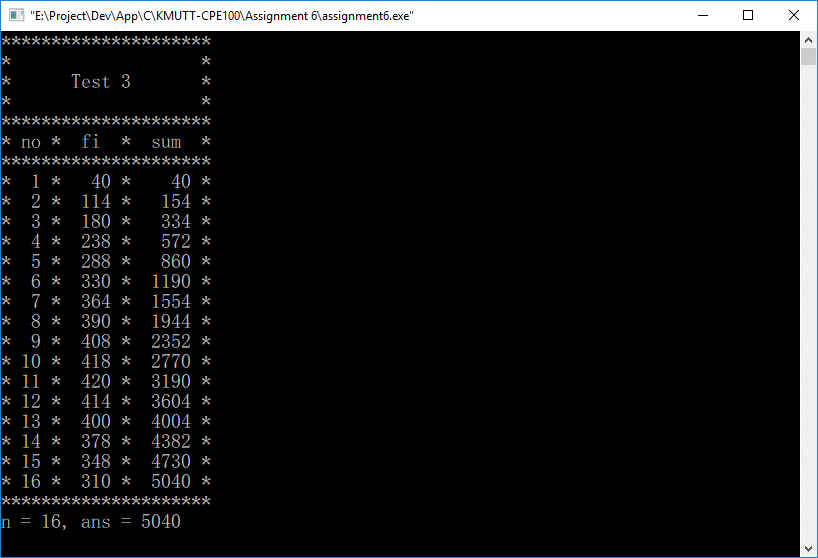 "E:\Project\Dev\App\C\KMUTT-CPE100\Assignment 6\assignment6.exe"
*********************
*                   *
*      Test 3       *
*                   *
*********************
* no *  fi  *  sum  *
*********************
*  1 *   40 *    40 *
*  2 *  114 *   154 *
*  3 *  180 *   334 *
*  4 *  238 *   572 *
*  5 *  288 *   860 *
*  6 *  330 *  1190 *
*  7 *  364 *  1554 *
*  8 *  390 *  1944 *
*  9 *  408 *  2352 *
* 10 *  418 *  2770 *
* 11 *  420 *  3190 *
* 12 *  414 *  3604 *
* 13 *  400 *  4004 *
* 14 *  378 *  4382 *
* 15 *  348 *  4730 *
* 16 *  310 *  5040 *
*********************
n = 16, ans = 5040